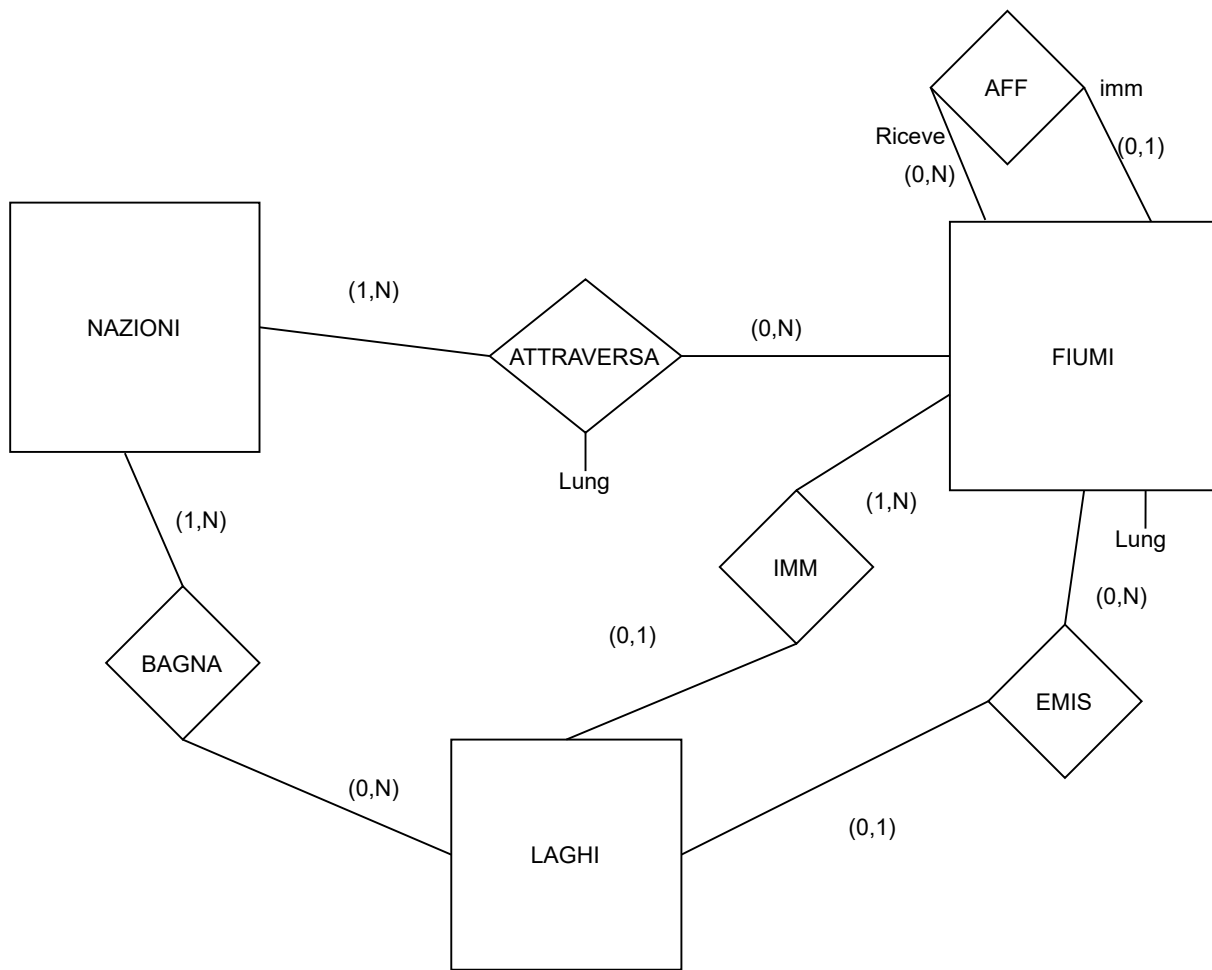 AFF
imm
Riceve
(0,1)
(0,N)
(1,N)
NAZIONI
(0,N)
ATTRAVERSA
FIUMI
Lung
(1,N)
(1,N)
Lung
IMM
(0,N)
(0,1)
BAGNA
EMIS
(0,N)
(0,1)
LAGHI